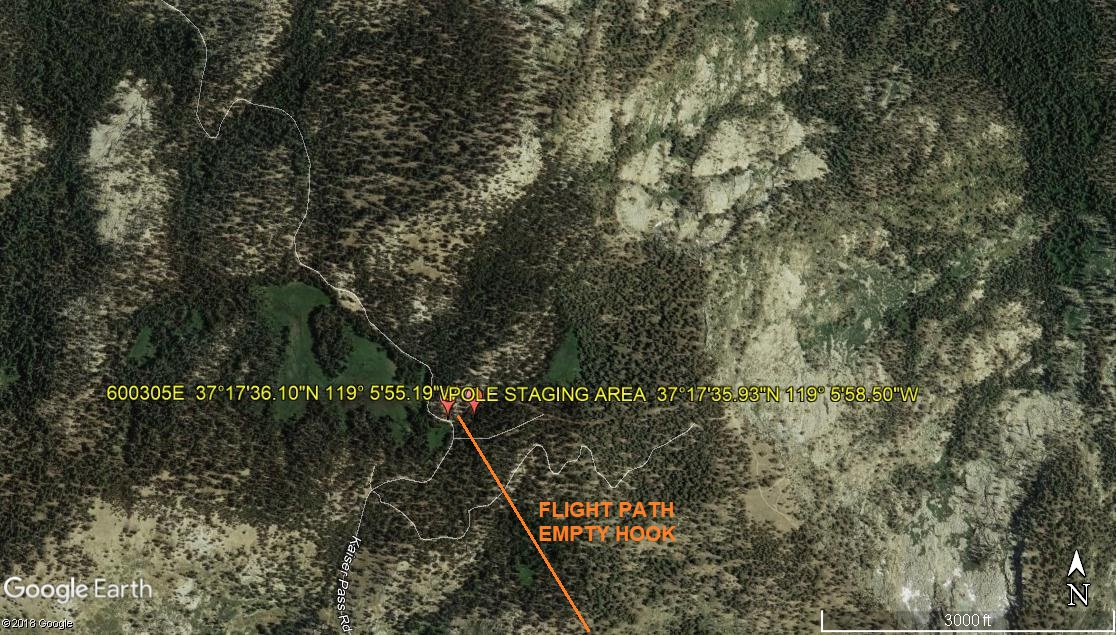 600305E  37°17'36.10"N 119° 5'55.19"W
POLE STAGING AREA  37°17'35.93"N 119° 5'58.50"W
FLIGHT PATH
EMPTY HOOK
Kaiser Pass Rd
Google Earth
©2018 Google
N
3000 ft